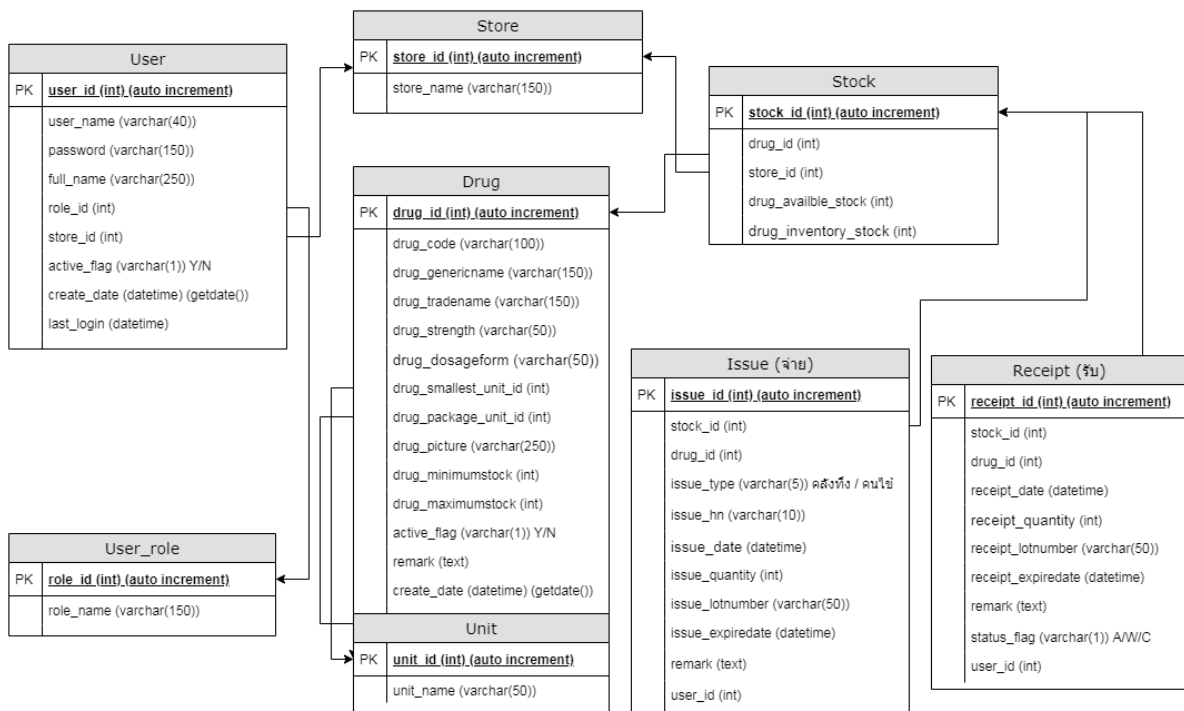 Store
PK store_id (int) (auto increment)
store_name (varchar(150))
User
PK user_id (int) (auto increment)
user_name (varchar(40))
password (varchar(150))
full_name (varchar(250))
role_id (int)
store_id (int)
active_flag (varchar(1)) Y/N
create_date (datetime) (getdate())
last_login (datetime)
Stock
PK stock_id (int) (auto increment)
drug_id (int)
store_id (int)
drug_availble_stock (int)
drug_inventory_stock (int)
Drug
PK drug_id (int) (auto increment)
drug_code (varchar(100))
drug_genericname (varchar(150))
drug_tradename (varchar(150))
drug_strength (varchar(50))
drug_dosageform (varchar(50))
drug_smallest_unit_id (int)
drug_package_unit_id (int)
drug_picture (varchar(250))
drug_minimumstock (int)
drug_maximumstock (int)
active_flag (varchar(1)) Y/N
remark (text)
create_date (datetime) (getdate())
Issue (จ่าย)
PK issue_id (int) (auto increment)
stock_id (int)
drug_id (int)
issue_type (varchar(5)) คลังทิ้ง / คนไข้
issue_hn (varchar(10))
issue_date (datetime)
issue_quantity (int)
issue_lotnumber (varchar(50))
issue_expiredate (datetime)
remark (text)
user_id (int)
Receipt (รับ)
PK receipt_id (int) (auto increment)
stock_id (int)
drug_id (int)
receipt_date (datetime)
receipt_quantity (int)
receipt_lotnumber (varchar(50))
receipt_expiredate (datetime)
remark (text)
status_flag (varchar(1)) A/W/C
user_id (int)
User_role
PK role_id (int) (auto increment)
role_name (varchar(150))
Unit
PK unit_id (int) (auto increment)
unit_name (varchar(50))